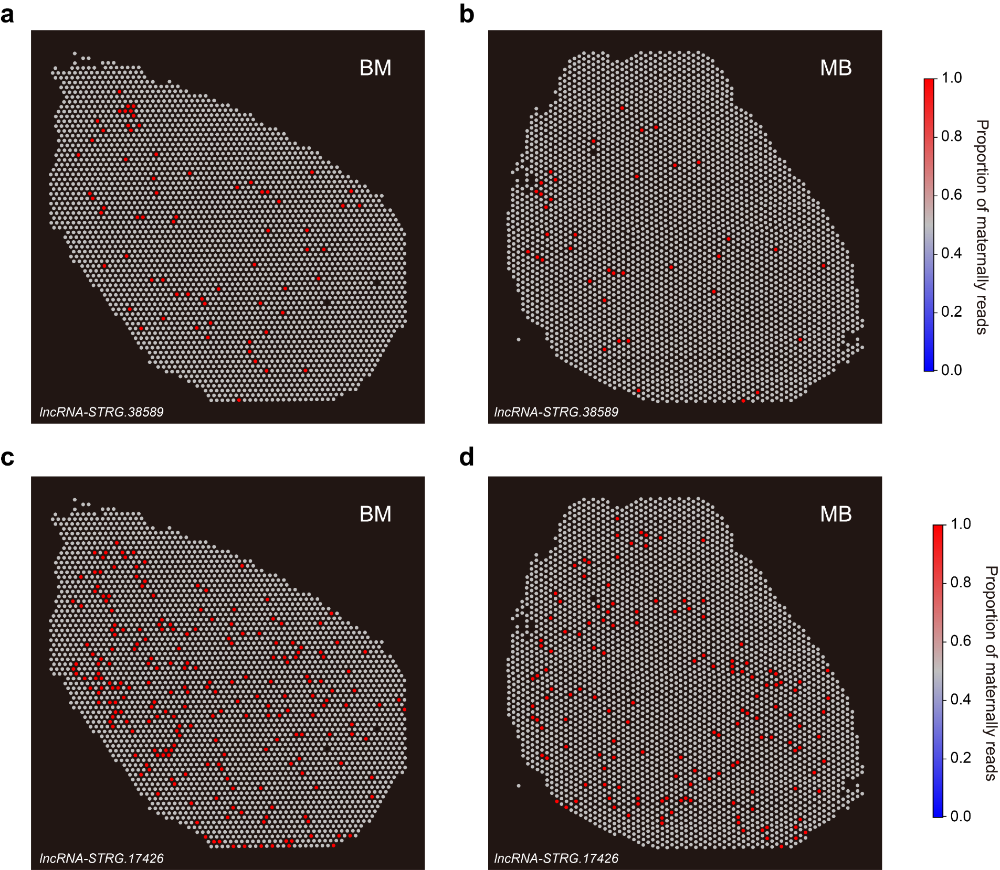 a
BM
lncRNA-STRG.38589
b
MB
lncRNA-STRG.38589
1.0
0.8
0.6
0.4
0.2
0.0
Proportion of maternally reads
c
BM
lncRNA-STRG.17426
d
MB
lncRNA-STRG.17426
1.0
0.8
0.6
0.4
0.2
0.0
Proportion of maternally reads